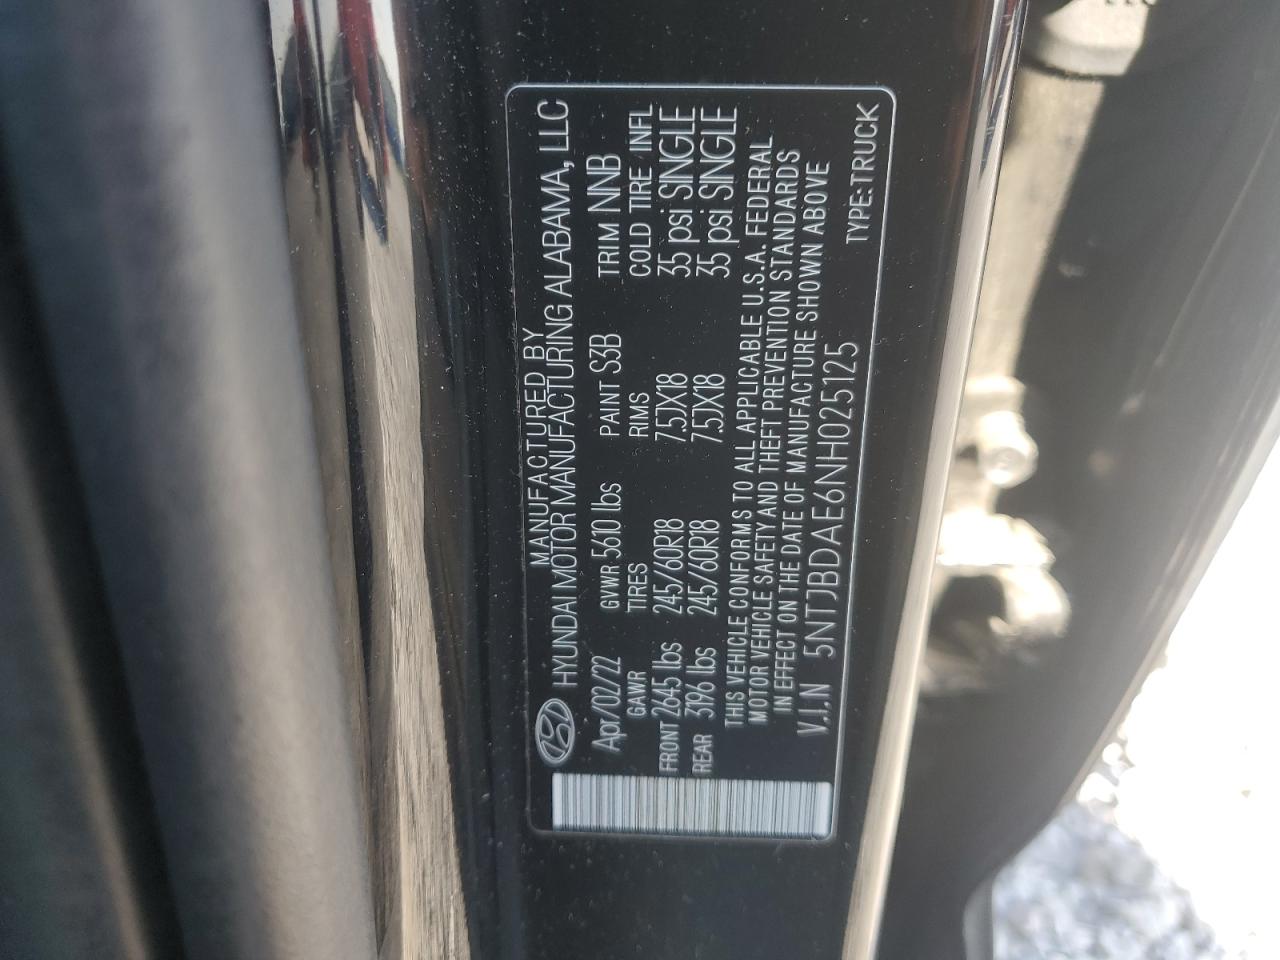 MANUFACTURED BY
HYUNDAI MOTOR MANUFACTURING ALABAMA, LLC
Apr/02/22 GVWR 5610 lbs PAINT S3B TRIM NNB
GAWR TIRES RIMS COLD TIRE INFL
FRONT 2645 lbs 245/60R18 7.5JX18 35 psi SINGLE
REAR 3196 lbs 245/60R18 7.5JX18 35 psi SINGLE
THIS VEHICLE CONFORMS TO ALL APPLICABLE U.S.A. FEDERAL
MOTOR VEHICLE SAFETY AND THEFT PREVENTION STANDARDS
IN EFFECT ON THE DATE OF MANUFACTURE SHOWN ABOVE
V.I.N 5NTJBDAE6NH025125
TYPE:TRUCK